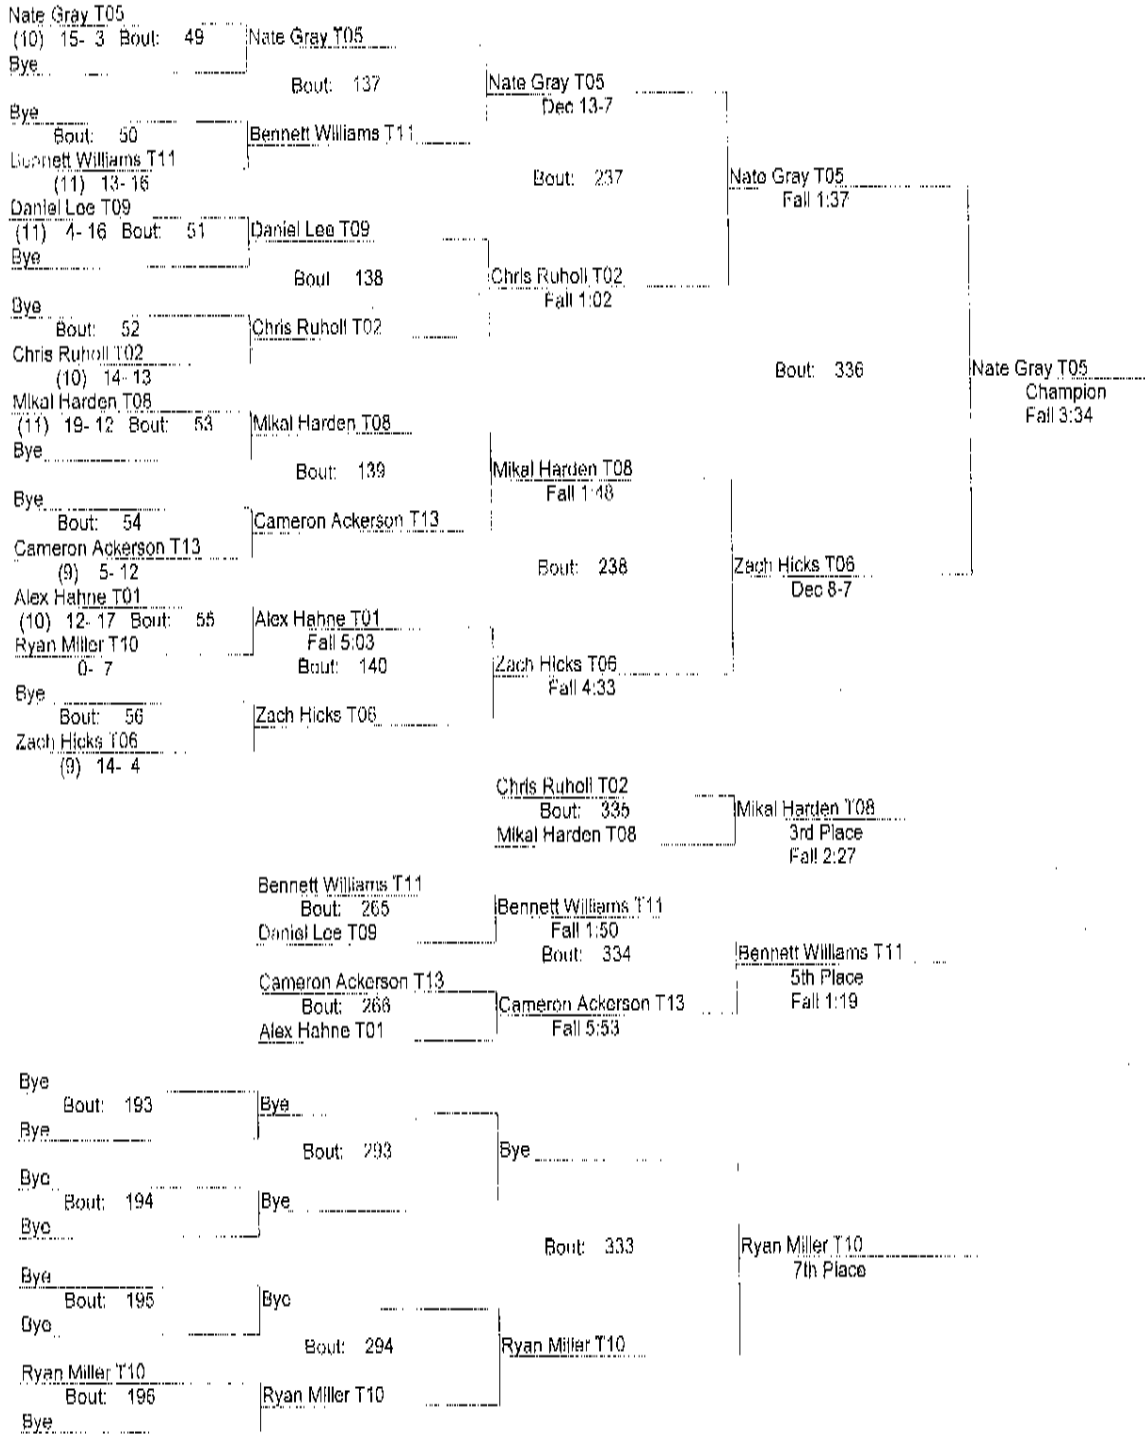 Nate Gray T05
(10) 15- 3 Bout: 49
Bye
Nate Gray T05
Bout: 137
Bye
Bout: 50
Bennett Williams T11
(11) 13- 16
Bennett Williams T11
Nate Gray T05
Dec 13-7
Bout: 237
Daniel Lee T09
(11) 4- 16 Bout: 51
Bye
Daniel Lee T09
Bout 138
Bye
Bout: 52
Chris Ruholl T02
(10) 14- 13
Chris Ruholl T02
Chris Ruholl T02
Fall 1:02
Nate Gray T05
Fall 1:37
Bout: 336
Mikal Harden T08
(11) 19- 12 Bout: 53
Bye
Mikal Harden T08
Bout: 139
Bye
Bout: 54
Cameron Ackerson T13
(9) 5- 12
Cameron Ackerson T13
Mikal Harden T08
Fall 1:48
Bout: 238
Alex Hahne T01
(10) 12- 17 Bout: 55
Ryan Miller T10
0- 7
Alex Hahne T01
Fall 5:03
Bout: 140
Bye
Bout: 56
Zach Hicks T06
(9) 14- 4
Zach Hicks T06
Zach Hicks T06
Fall 4:33
Zach Hicks T06
Dec 8-7
Nate Gray T05
Champion
Fall 3:34
Chris Ruholl T02
Bout: 335
Mikal Harden T08
Mikal Harden T08
3rd Place
Fall 2:27
Bennett Williams T11
Bout: 265
Daniel Lee T09
Bennett Williams T11
Fall 1:50
Bout: 334
Cameron Ackerson T13
Bout: 266
Alex Hahne T01
Cameron Ackerson T13
Fall 5:53
Bennett Williams T11
5th Place
Fall 1:19
Bye
Bout: 193
Bye
Bye
Bout: 293
Bye
Bout: 194
Bye
Bye
Bye
Bout: 333
Bye
Bout: 195
Bye
Bye
Bout: 294
Ryan Miller T10
Bout: 196
Bye
Ryan Miller T10
Ryan Miller T10
Ryan Miller T10
7th Place